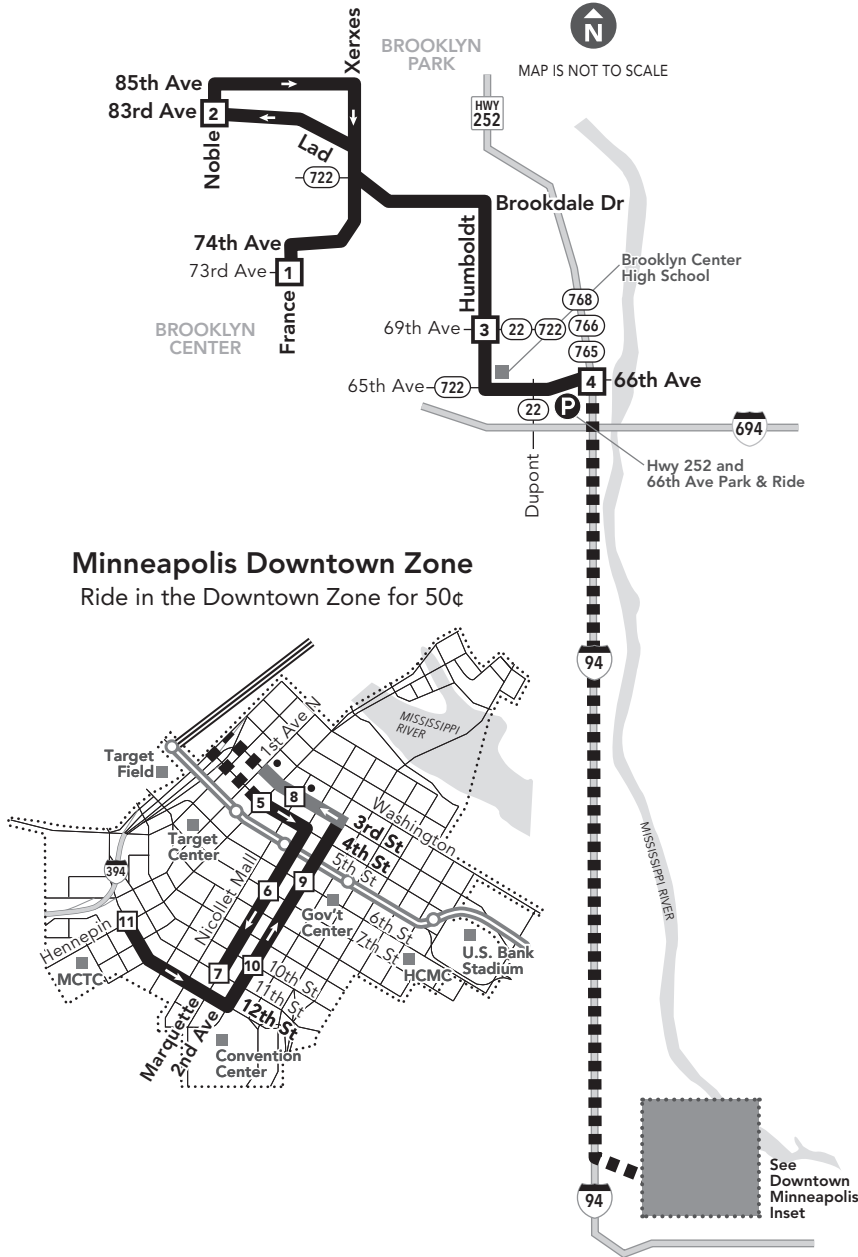 Xerxes
BROOKLYN
PARK
N
MAP IS NOT TO SCALE
85th Ave
83rd Ave
2
HWY
252
Lad
Noble
722
Brookdale Dr
Humboldt
74th Ave
73rd Ave
1
France
BROOKLYN
CENTER
Brooklyn Center
High School
768
69th Ave
3
22
722
766
765
65th Ave
722
4
66th Ave
22
P
694
Dupont
Hwy 252 and
66th Ave Park & Ride
Minneapolis Downtown Zone
Ride in the Downtown Zone for 50¢
94
MISSISSIPPI
RIVER
1st Ave N
Target
Field
5
8
Washington
3rd St
4th St
5th St
Target
Center
394
Nicollet Mall
6
9
Gov't
Center
6th St
7th St
MISSISSIPPI RIVER
11
Hennepin
MCTC
7
10
10th St
11th St
12th St
HCMC
U.S. Bank
Stadium
Marquette
2nd Ave
Convention
Center
See
Downtown
Minneapolis
Inset
94